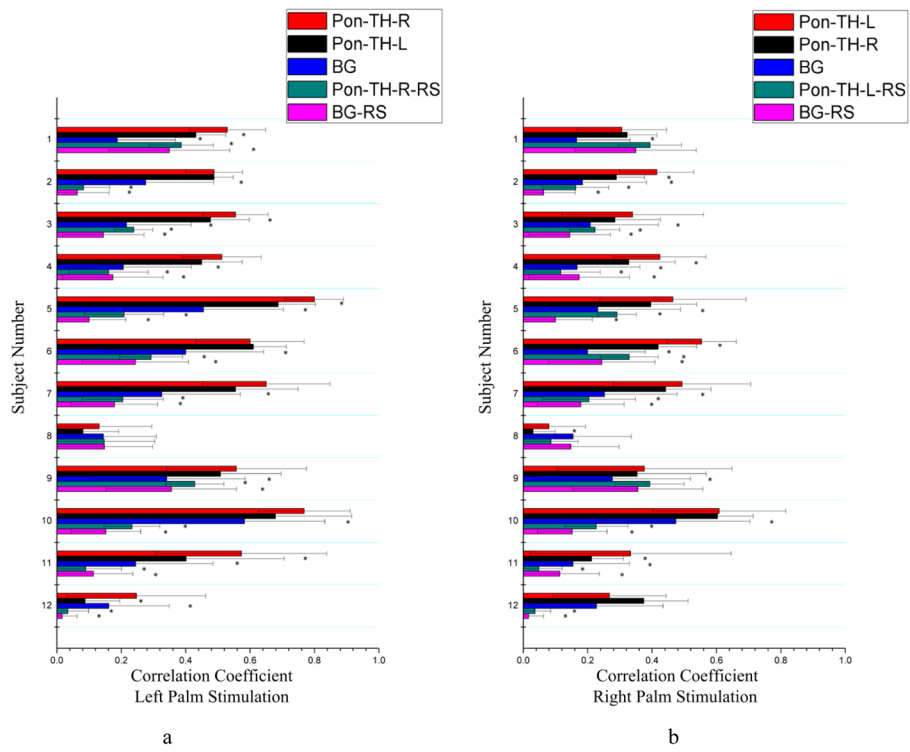 Pon-TH-R
Pon-TH-L
BG
Pon-TH-R-RS
BG-RS
Subject Number
1
2
3
4
5
6
7
8
9
10
11
12
0.0 0.2 0.4 0.6 0.8 1.0
Correlation Coefficient
Left Palm Stimulation
a
Pon-TH-L
Pon-TH-R
BG
Pon-TH-L-RS
BG-RS
Subject Number
1
2
3
4
5
6
7
8
9
10
11
12
0.0 0.2 0.4 0.6 0.8 1.0
Correlation Coefficient
Right Palm Stimulation
b